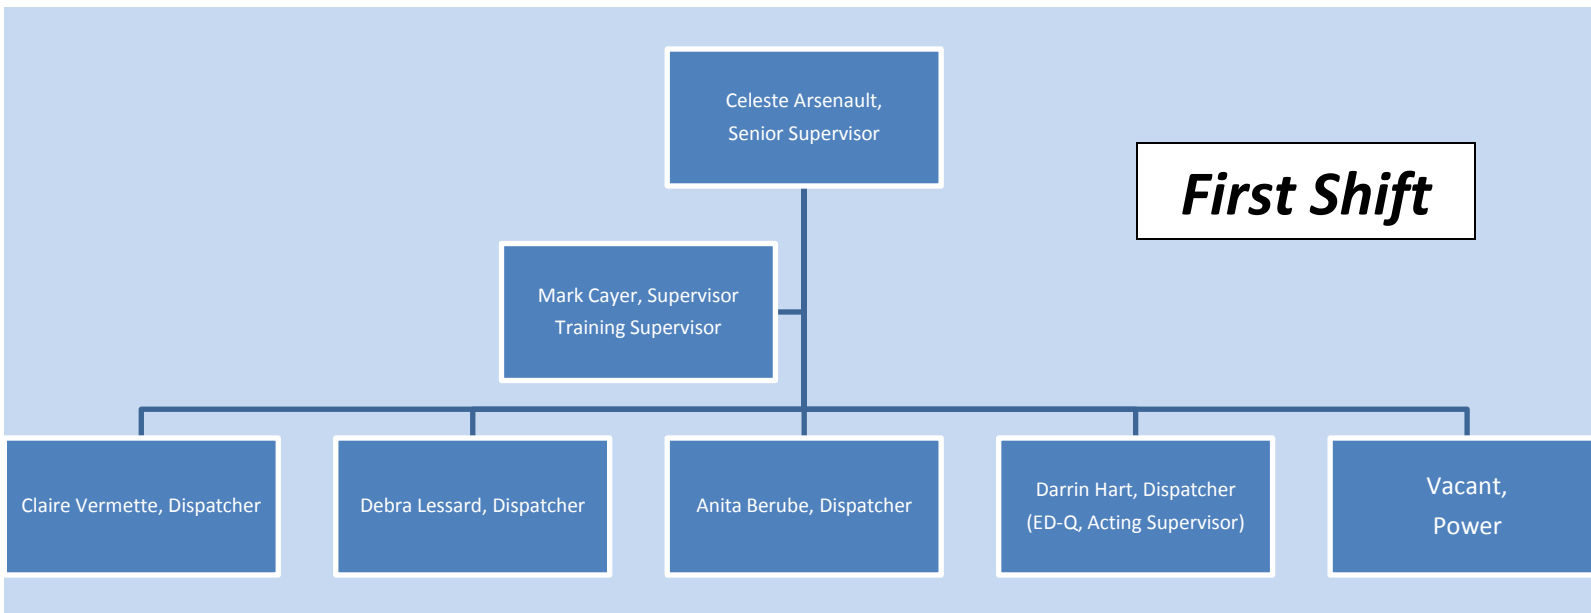 Celeste Arsenault,
Senior Supervisor
First Shift
Mark Cayer, Supervisor
Training Supervisor
Claire Vermette, Dispatcher
Debra Lessard, Dispatcher
Anita Berube, Dispatcher
Darrin Hart, Dispatcher
(ED-Q, Acting Supervisor)
Vacant,
Power